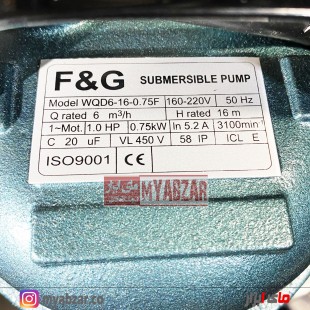 F&G SUBMERSIBLE PUMP
Model WQD6-16-0.75F 160-220V 50 Hz
Q rated 6 m³/h H rated 16 m
1~Mot. 1.0 HP 0.75kW In 5.2 A 3100min
C 20 uF VL 450 V 58 IP ICL E
ISO9001 CE
MYABZAR
myabzar.co
مای ابزار